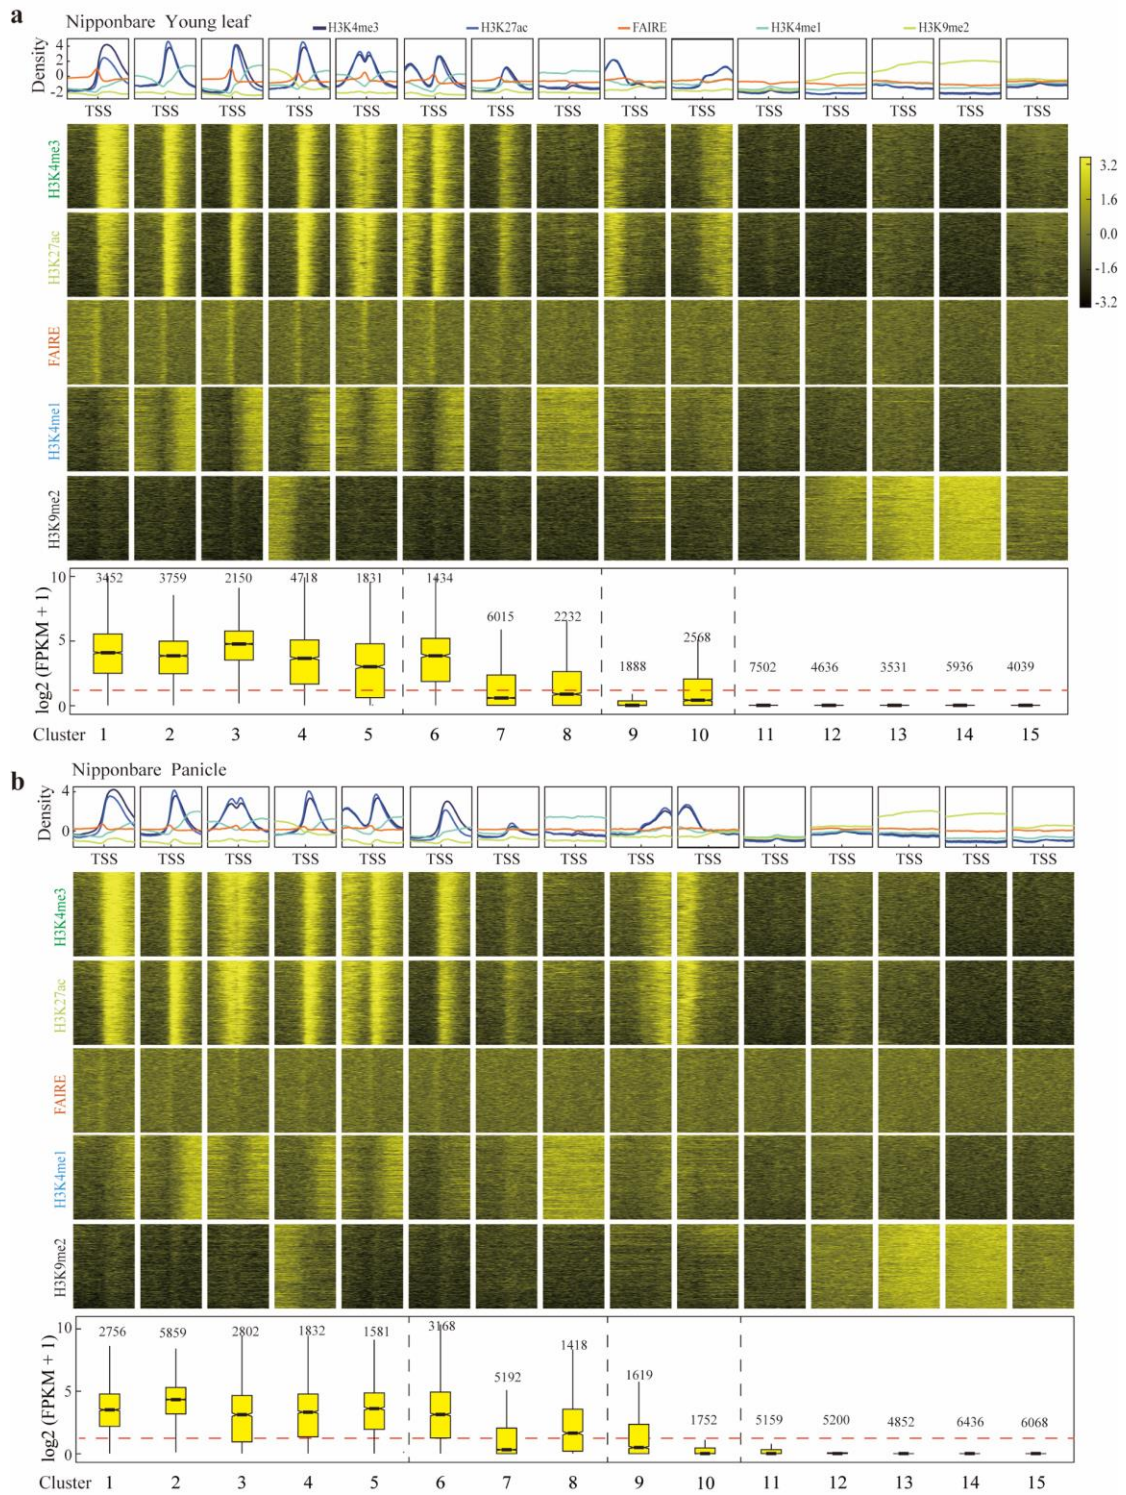 a
Nipponbare Young leaf
H3K4me3 H3K27ac FAIRE H3K4me1 H3K9me2
Density
4
2
0
-2
TSS TSS TSS TSS TSS TSS TSS TSS TSS TSS TSS TSS TSS TSS TSS
H3K4me3
H3K27ac
FAIRE
H3K4me1
H3K9me2
3.2
1.6
0.0
-1.6
-3.2
log2 (FPKM + 1)
10
5
0
3452 3759 2150 4718 1831 1434 6015 2232 1888 2568 7502 4636 3531 5936 4039
Cluster 1 2 3 4 5 6 7 8 9 10 11 12 13 14 15
b
Nipponbare Panicle
Density
4
0
TSS TSS TSS TSS TSS TSS TSS TSS TSS TSS TSS TSS TSS TSS TSS
H3K4me3
H3K27ac
FAIRE
H3K4me1
H3K9me2
log2 (FPKM + 1)
10
5
0
2756 5859 2802 1832 1581 3168 5192 1418 1619 1752 5159 5200 4852 6436 6068
Cluster 1 2 3 4 5 6 7 8 9 10 11 12 13 14 15